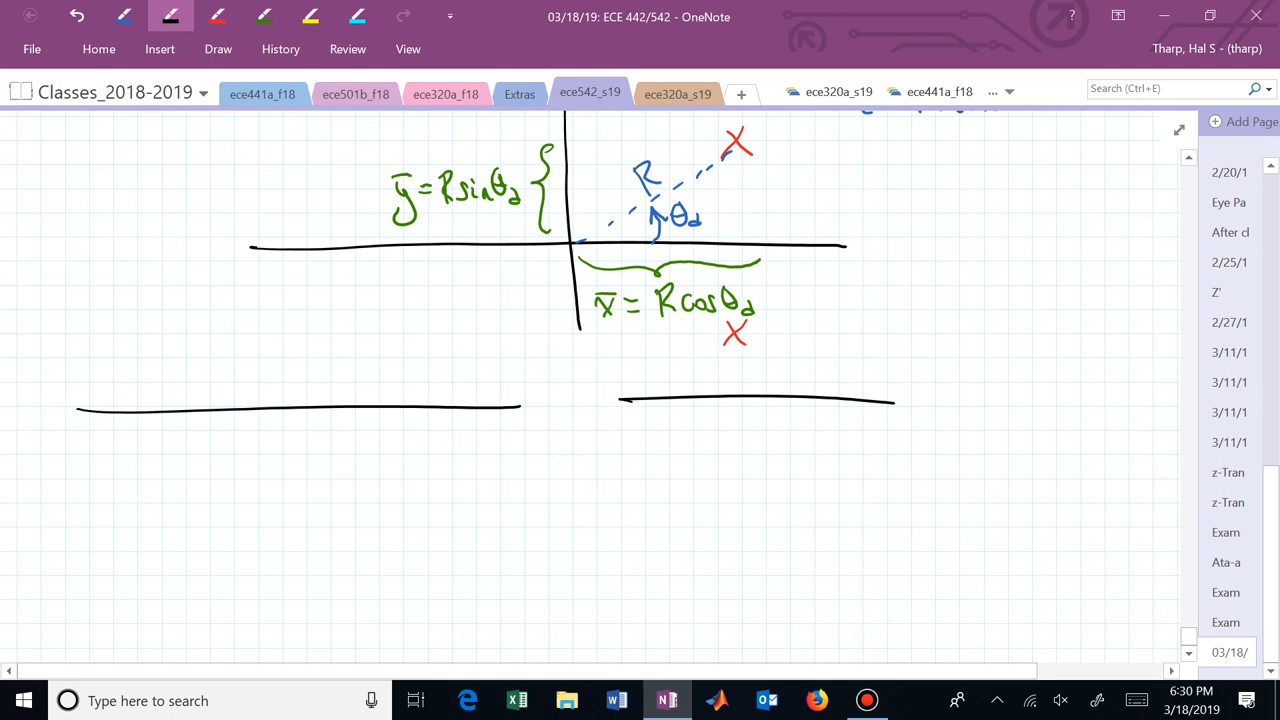 03/18/19: ECE 442/542 - OneNote
Tharp, Hal S - (tharp)
File Home Insert Draw History Review View
Classes_2018-2019
ece441a_f18 ece501b_f18 ece320a_f18 Extras ece542_s19 ece320a_s19
ece320a_s19 ece441a_f18 ...
Search (Ctrl+E)
Add Page
2/20/1
Eye Pa
After cl
2/25/1
Z'
2/27/1
3/11/1
3/11/1
3/11/1
3/11/1
z-Tran
z-Tran
Exam
Ata-a
Exam
Exam
03/18/
X
R
θd
ȳ = R sin θd
x̄ = R cos θd
X
Type here to search
6:30 PM
3/18/2019